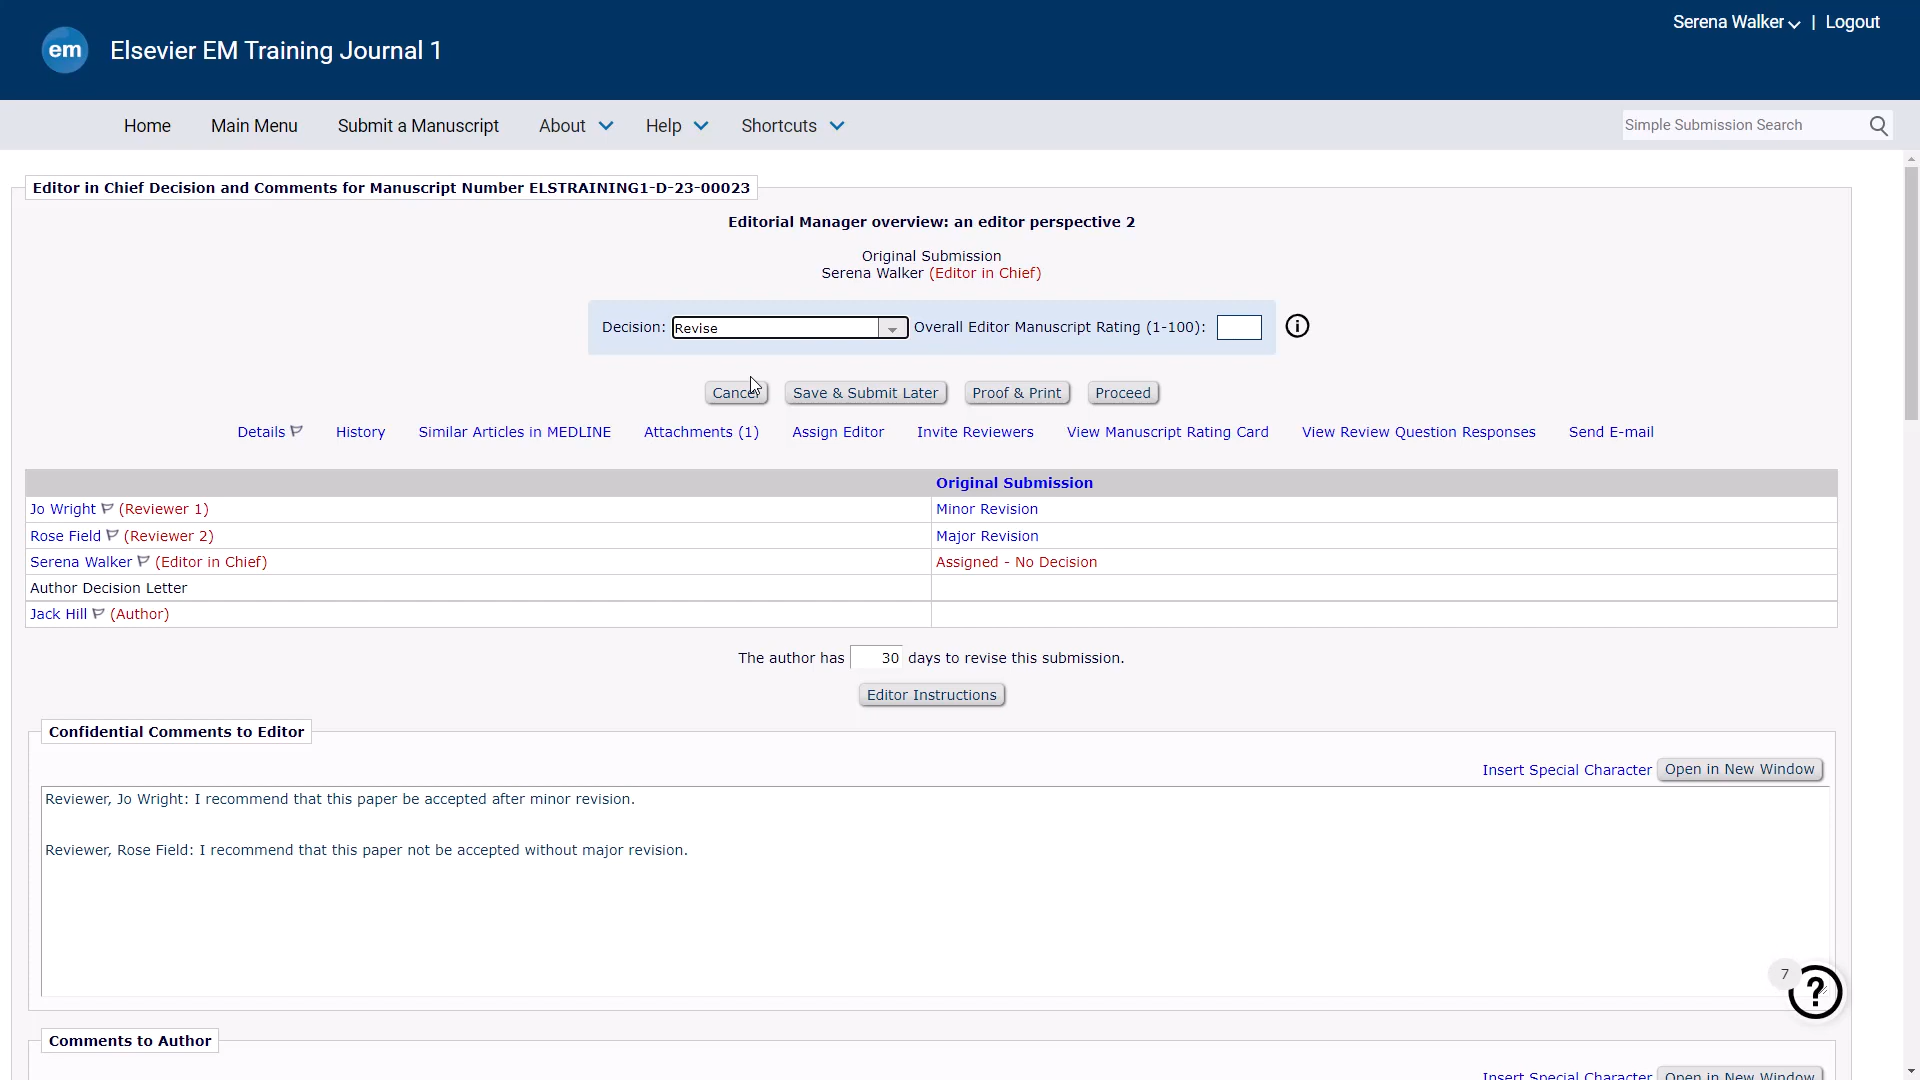 em Elsevier EM Training Journal 1
Serena Walker | Logout
Home Main Menu Submit a Manuscript About Help Shortcuts Simple Submission Search
Editor in Chief Decision and Comments for Manuscript Number ELSTRAINING1-D-23-00023
Editorial Manager overview: an editor perspective 2
Original Submission
Serena Walker (Editor in Chief)
Decision: Revise Overall Editor Manuscript Rating (1-100):
Cancel Save & Submit Later Proof & Print Proceed
Details History Similar Articles in MEDLINE Attachments (1) Assign Editor Invite Reviewers View Manuscript Rating Card View Review Question Responses Send E-mail
Original Submission
Jo Wright (Reviewer 1) Minor Revision
Rose Field (Reviewer 2) Major Revision
Serena Walker (Editor in Chief) Assigned - No Decision
Author Decision Letter
Jack Hill (Author)
The author has 30 days to revise this submission.
Editor Instructions
Confidential Comments to Editor
Insert Special Character Open in New Window
Reviewer, Jo Wright: I recommend that this paper be accepted after minor revision.
Reviewer, Rose Field: I recommend that this paper not be accepted without major revision.
7
?
Comments to Author
Insert Special Character Open in New Window